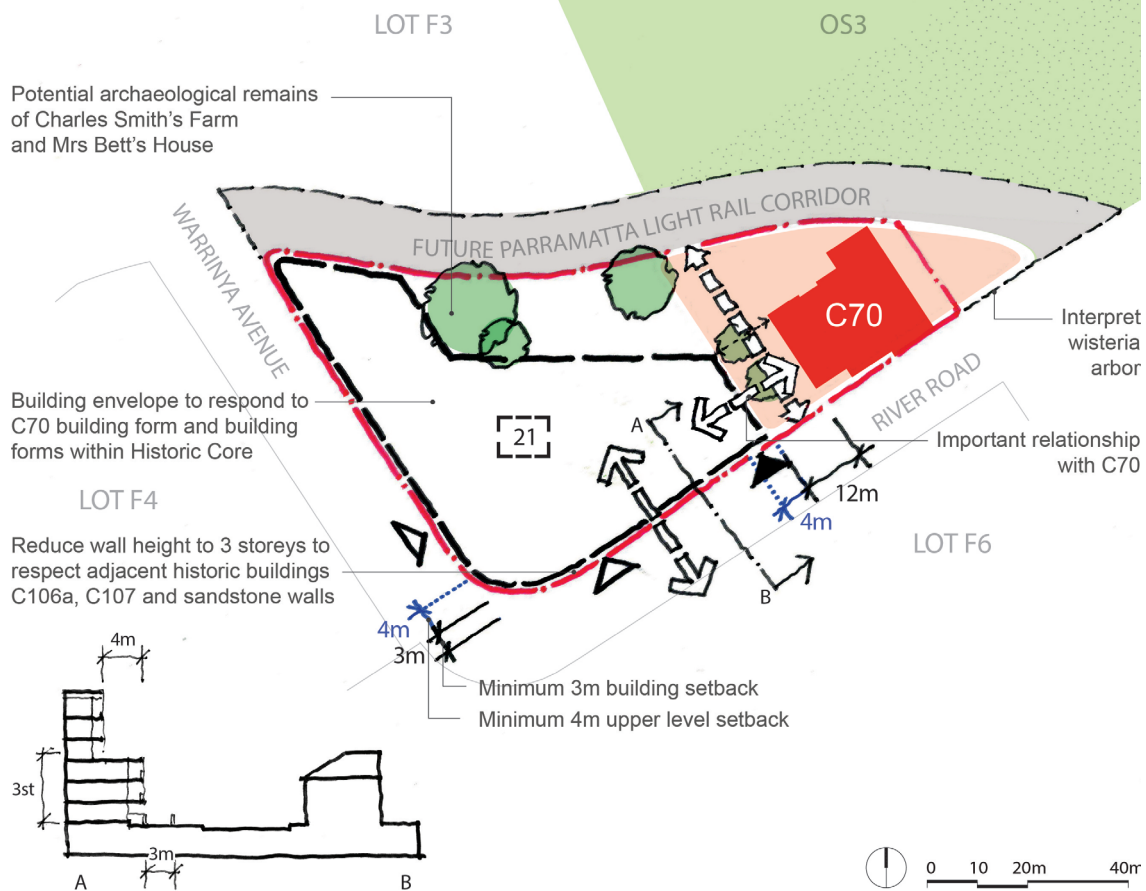 LOT F3
OS3
Potential archaeological remains
of Charles Smith's Farm
and Mrs Bett's House
WARRINYA AVENUE
FUTURE PARRAMATTA LIGHT RAIL CORRIDOR
C70
Interpret
wisteria
arbor
RIVER ROAD
Building envelope to respond to
C70 building form and building
forms within Historic Core
21
A
Important relationship
with C70
12m
4m
LOT F4
LOT F6
Reduce wall height to 3 storeys to
respect adjacent historic buildings
C106a, C107 and sandstone walls
B
4m
3m
Minimum 3m building setback
Minimum 4m upper level setback
4m
3st
3m
A
B
0 10 20m 40m